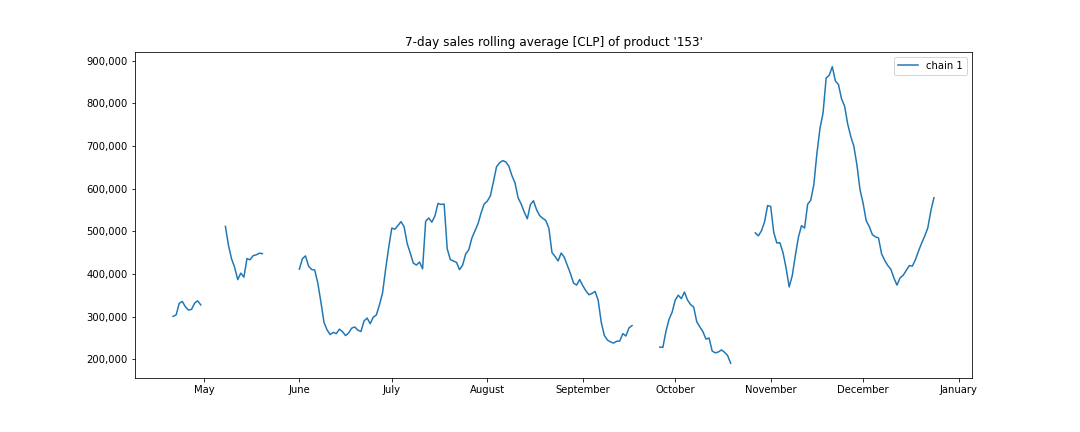 7-day sales rolling average [CLP] of product '153'
chain 1
900,000
800,000
700,000
600,000
500,000
400,000
300,000
200,000
May June July August September October November December January